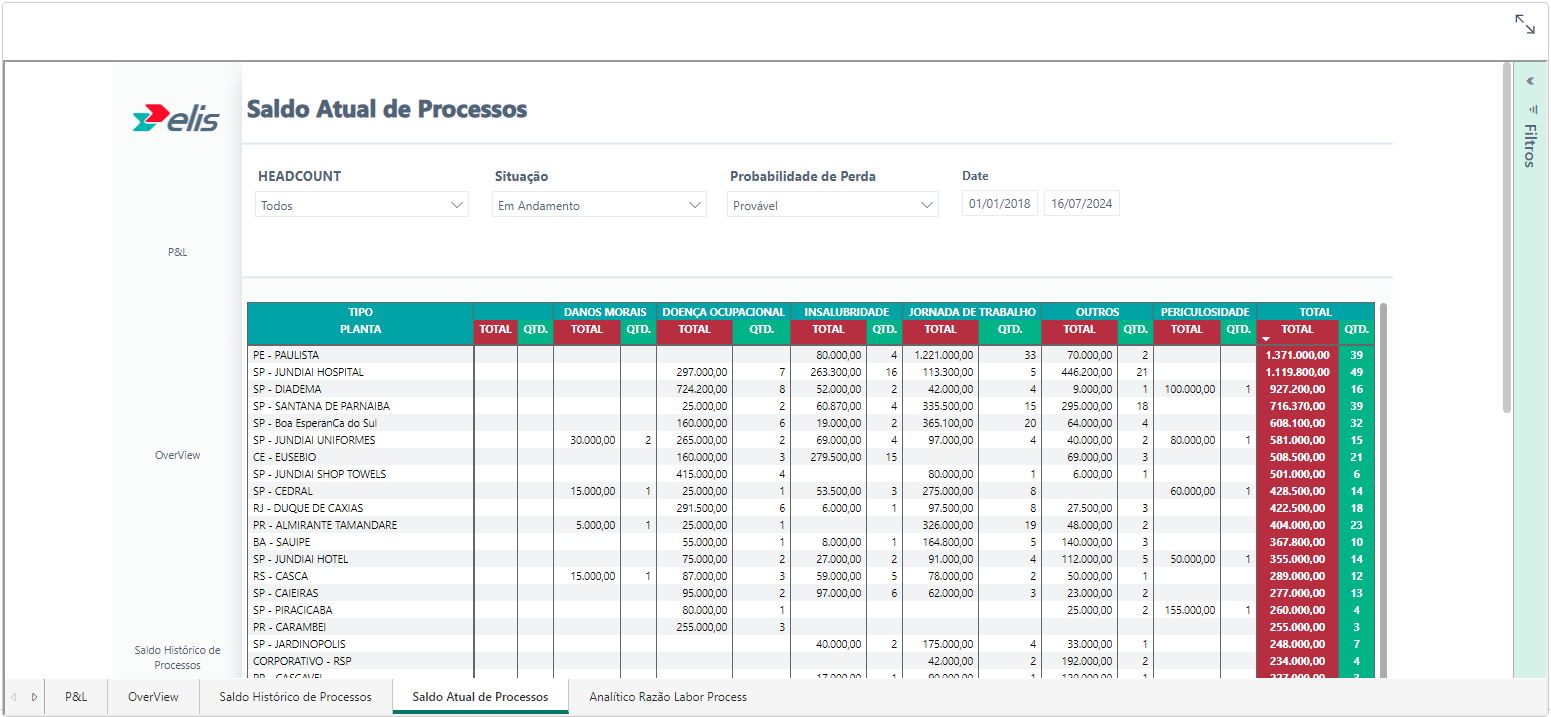 elis
Saldo Atual de Processos
HEADCOUNT Situação Probabilidade de Perda Date
Todos Em Andamento Provável 01/01/2018 16/07/2024
Filtros
P&L
OverView
Saldo Histórico de
Processos
TIPO DANOS MORAIS DOENÇA OCUPACIONAL INSALUBRIDADE JORNADA DE TRABALHO OUTROS PERICULOSIDADE TOTAL
PLANTA TOTAL QTD. TOTAL QTD. TOTAL QTD. TOTAL QTD. TOTAL QTD. TOTAL QTD. TOTAL QTD. TOTAL QTD.
PE - PAULISTA 80.000,00 4 1.221.000,00 33 70.000,00 2 1.371.000,00 39
SP - JUNDIAI HOSPITAL 297.000,00 7 263.300,00 16 113.300,00 5 446.200,00 21 1.119.800,00 49
SP - DIADEMA 724.200,00 8 52.000,00 2 42.000,00 4 9.000,00 1 100.000,00 1 927.200,00 16
SP - SANTANA DE PARNAIBA 25.000,00 2 60.870,00 4 335.500,00 15 295.000,00 18 716.370,00 39
SP - Boa EsperanCa do Sul 160.000,00 6 19.000,00 2 365.100,00 20 64.000,00 4 608.100,00 32
SP - JUNDIAI UNIFORMES 30.000,00 2 265.000,00 2 69.000,00 4 97.000,00 4 40.000,00 2 80.000,00 1 581.000,00 15
CE - EUSEBIO 160.000,00 3 279.500,00 15 69.000,00 3 508.500,00 21
SP - JUNDIAI SHOP TOWELS 415.000,00 4 80.000,00 1 6.000,00 1 501.000,00 6
SP - CEDRAL 15.000,00 1 25.000,00 1 53.500,00 3 275.000,00 8 60.000,00 1 428.500,00 14
RJ - DUQUE DE CAXIAS 291.500,00 6 6.000,00 1 97.500,00 8 27.500,00 3 422.500,00 18
PR - ALMIRANTE TAMANDARE 5.000,00 1 25.000,00 1 326.000,00 19 48.000,00 2 404.000,00 23
BA - SAUIPE 55.000,00 1 8.000,00 1 164.800,00 5 140.000,00 3 367.800,00 10
SP - JUNDIAI HOTEL 75.000,00 2 27.000,00 2 91.000,00 4 112.000,00 5 50.000,00 1 355.000,00 14
RS - CASCA 15.000,00 1 87.000,00 3 59.000,00 5 78.000,00 2 50.000,00 1 289.000,00 12
SP - CAIEIRAS 95.000,00 2 97.000,00 6 62.000,00 3 23.000,00 2 277.000,00 13
SP - PIRACICABA 80.000,00 1 25.000,00 2 155.000,00 1 260.000,00 4
PR - CARAMBEI 255.000,00 3 255.000,00 3
SP - JARDINOPOLIS 40.000,00 2 175.000,00 4 33.000,00 1 248.000,00 7
CORPORATIVO - RSP 42.000,00 2 192.000,00 2 234.000,00 4
P&L OverView Saldo Histórico de Processos Saldo Atual de Processos Analítico Razão Labor Process